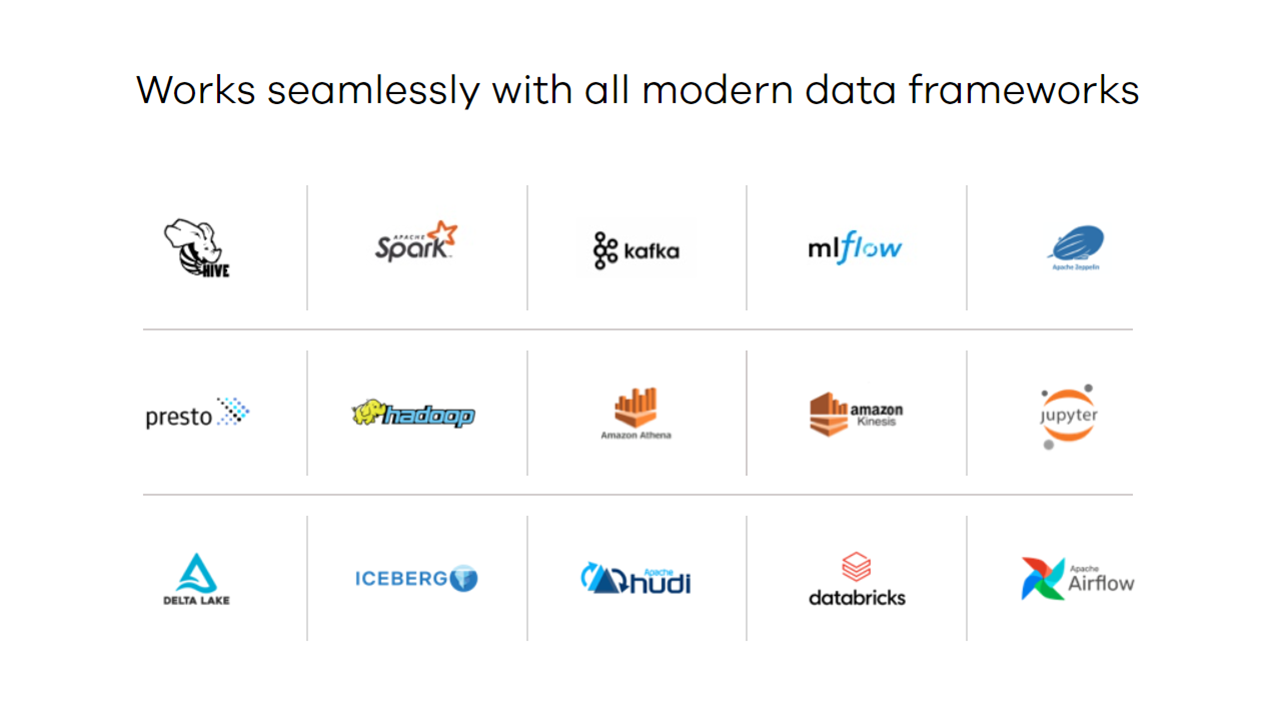 Works seamlessly with all modern data frameworks
HIVE
APACHE
Spark™
kafka
mlflow
Apache Zeppelin
presto
hadoop
Amazon Athena
amazon
Kinesis
jupyter
DELTA LAKE
ICEBERG
Apache
hudi
databricks
Apache
Airflow